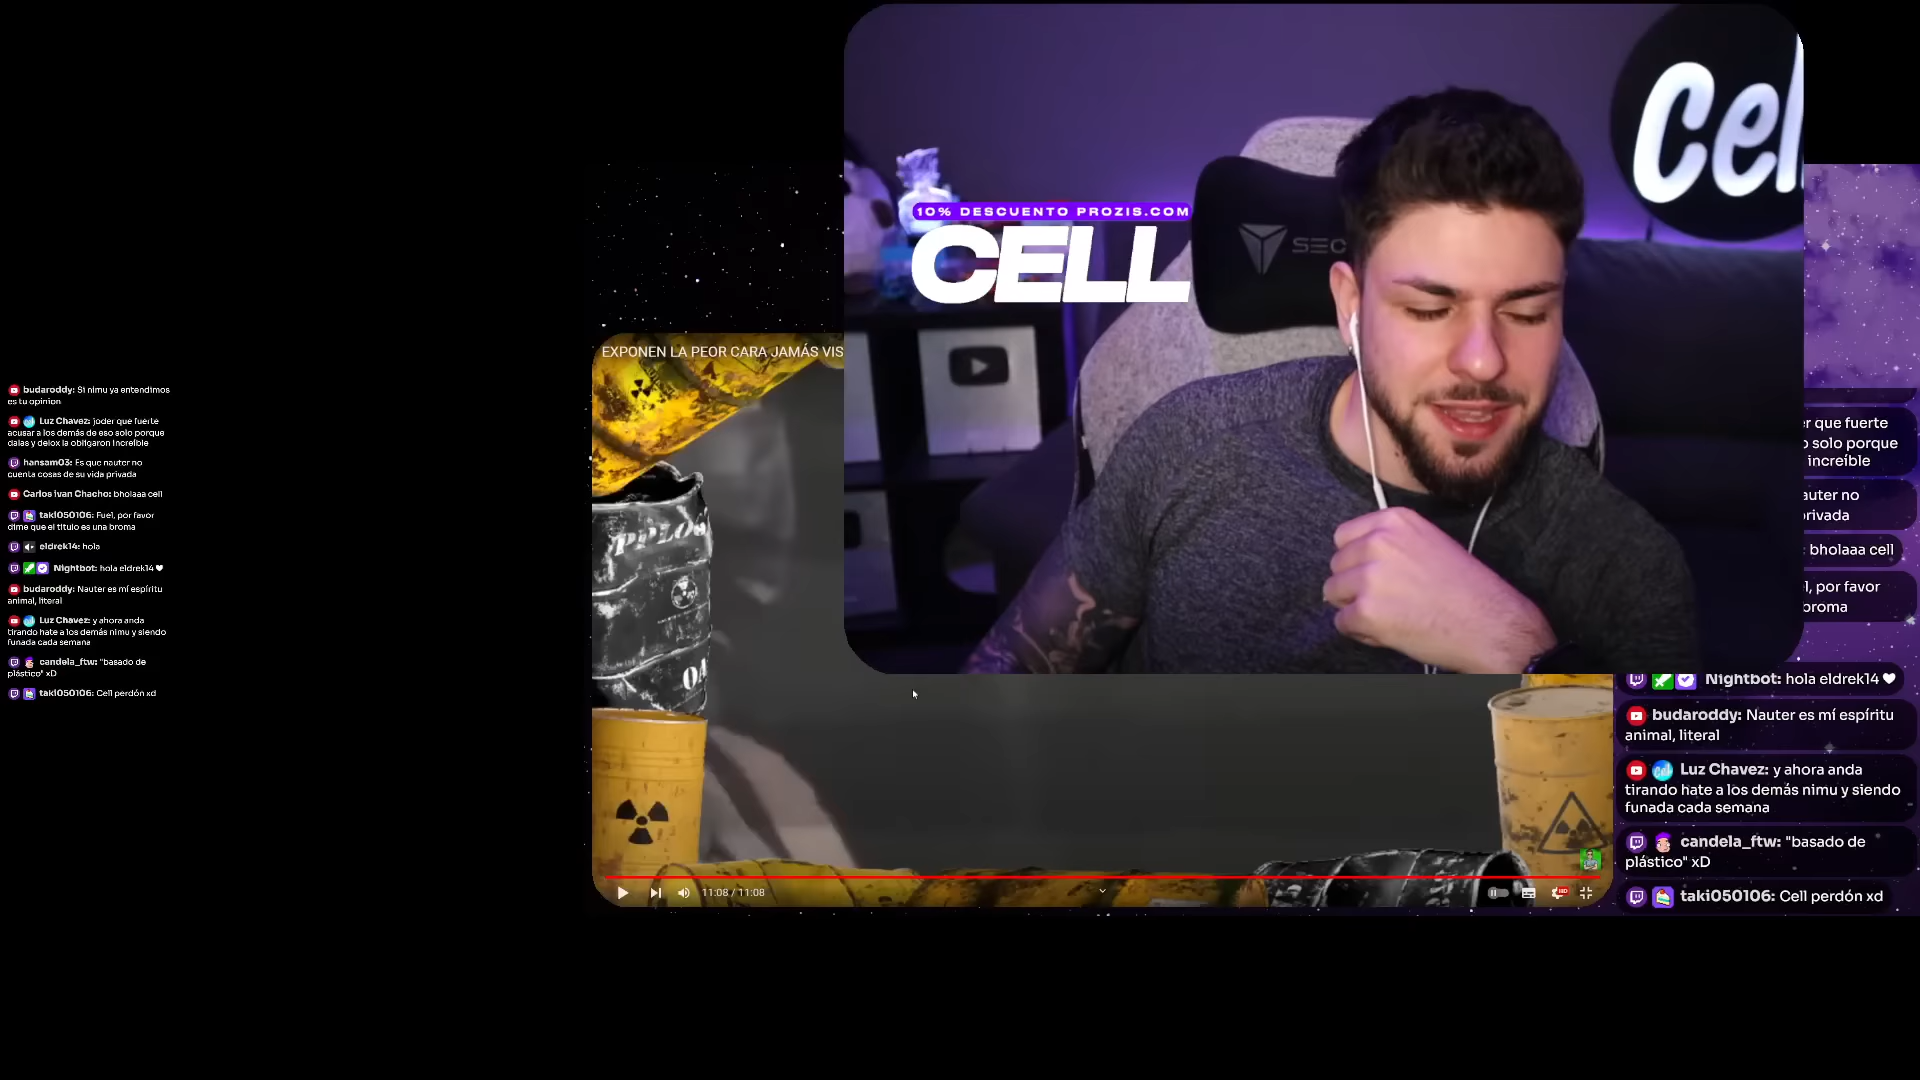 budaroddy: Si nimu ya entendimos
es tu opinion
Luz Chavez: joder que fuerte
acusar a los demás de eso solo porque
dalas y delox la obligaron increíble
hansam03: Es que nauter no
cuenta cosas de su vida privada
Carlos ivan Chacho: bholaaa cell
taki050106: Fuel, por favor
dime que el titulo es una broma
eldrek14: hola
Nightbot: hola eldrek14
budaroddy: Nauter es mí espíritu
animal, literal
Luz Chavez: y ahora anda
tirando hate a los demás nimu y siendo
funada cada semana
candela_ftw: "basado de
plástico" xD
taki050106: Cell perdón xd
EXPONEN LA PEOR CARA JAMÁS VIS
10% DESCUENTO PROZIS.COM
CELL
SEC
Cel
11:08 / 11:08
HD
er que fuerte
o solo porque
increíble
auter no
privada
: bholaaa cell
l, por favor
broma
Nightbot: hola eldrek14
budaroddy: Nauter es mí espíritu
animal, literal
Luz Chavez: y ahora anda
tirando hate a los demás nimu y siendo
funada cada semana
candela_ftw: "basado de
plástico" xD
taki050106: Cell perdón xd